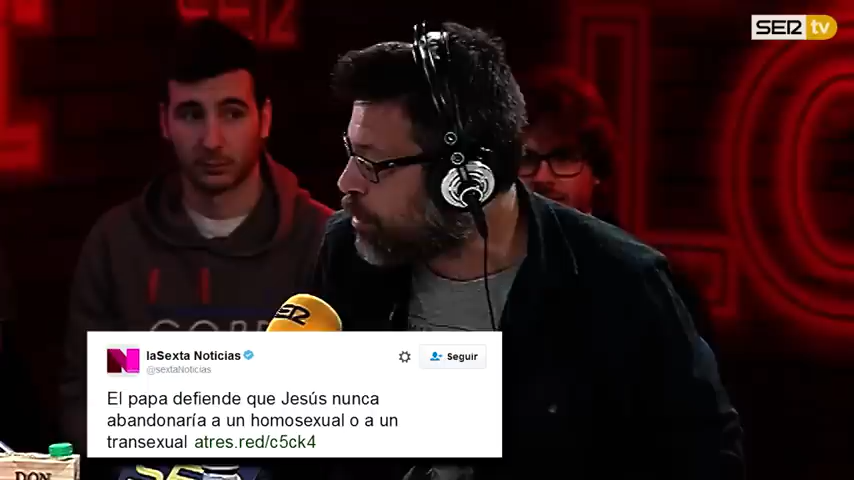 SER tv
SER
laSexta Noticias
@sextaNoticias
Seguir
El papa defiende que Jesús nunca
abandonaría a un homosexual o a un
transexual atres.red/c5ck4
DON